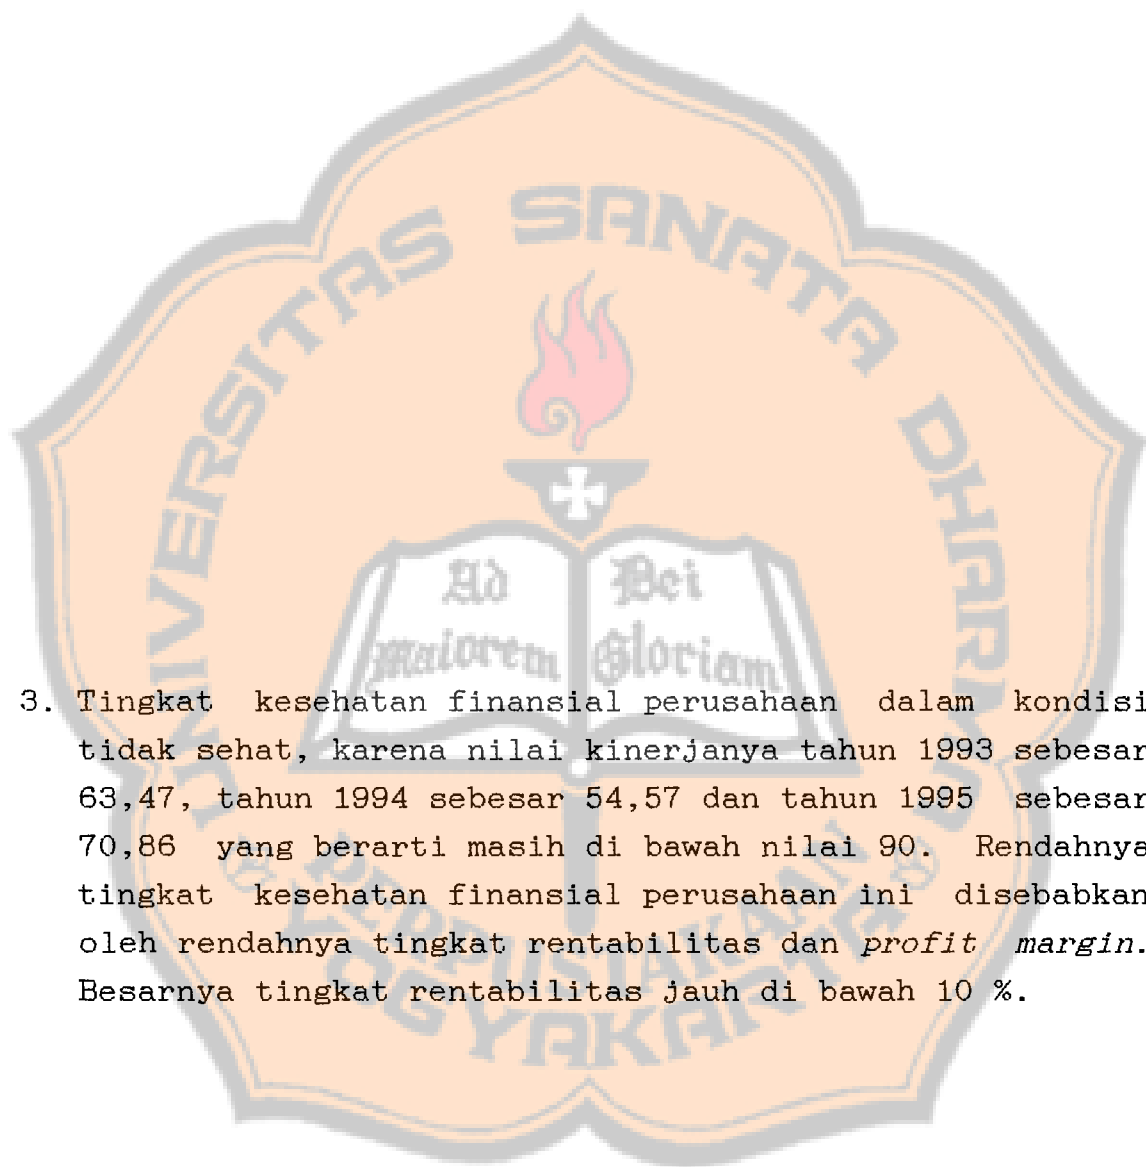 UNIVERSITAS SANATA DHARMA
Ad Dei
maiorem Gloriam
3. Tingkat kesehatan finansial perusahaan dalam kondisi
tidak sehat, karena nilai kinerjanya tahun 1993 sebesar
63,47, tahun 1994 sebesar 54,57 dan tahun 1995 sebesar
70,86 yang berarti masih di bawah nilai 90. Rendahnya
tingkat kesehatan finansial perusahaan ini disebabkan
oleh rendahnya tingkat rentabilitas dan profit margin.
Besarnya tingkat rentabilitas jauh di bawah 10 %.
PERPUSTAKAAN
YOGYAKARTA